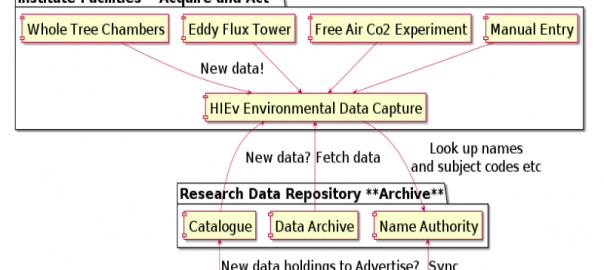 Institute Facilities **Acquire and Act**
Whole Tree Chambers
Eddy Flux Tower
Free Air Co2 Experiment
Manual Entry
New data!
HIEv Environmental Data Capture
New data?
Fetch data
Look up names
and subject codes etc
Research Data Repository **Archive**
Catalogue
Data Archive
Name Authority
New data holdings to Advertise?
Sync